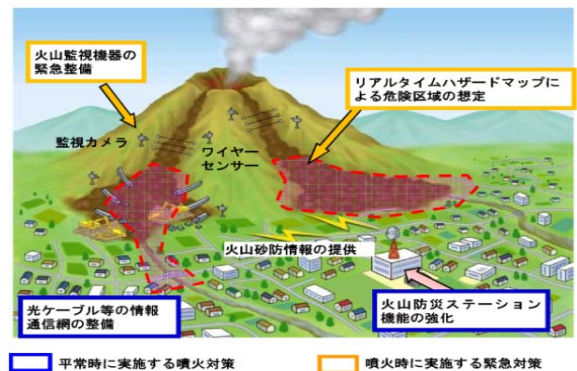 火山監視機器の
緊急整備
リアルタイムハザードマップに
よる危険区域の想定
監視カメラ
ワイヤー
センサー
火山砂防情報の提供
光ケーブル等の情報
通信網の整備
火山防災ステーション
機能の強化
平常時に実施する噴火対策
噴火時に実施する緊急対策